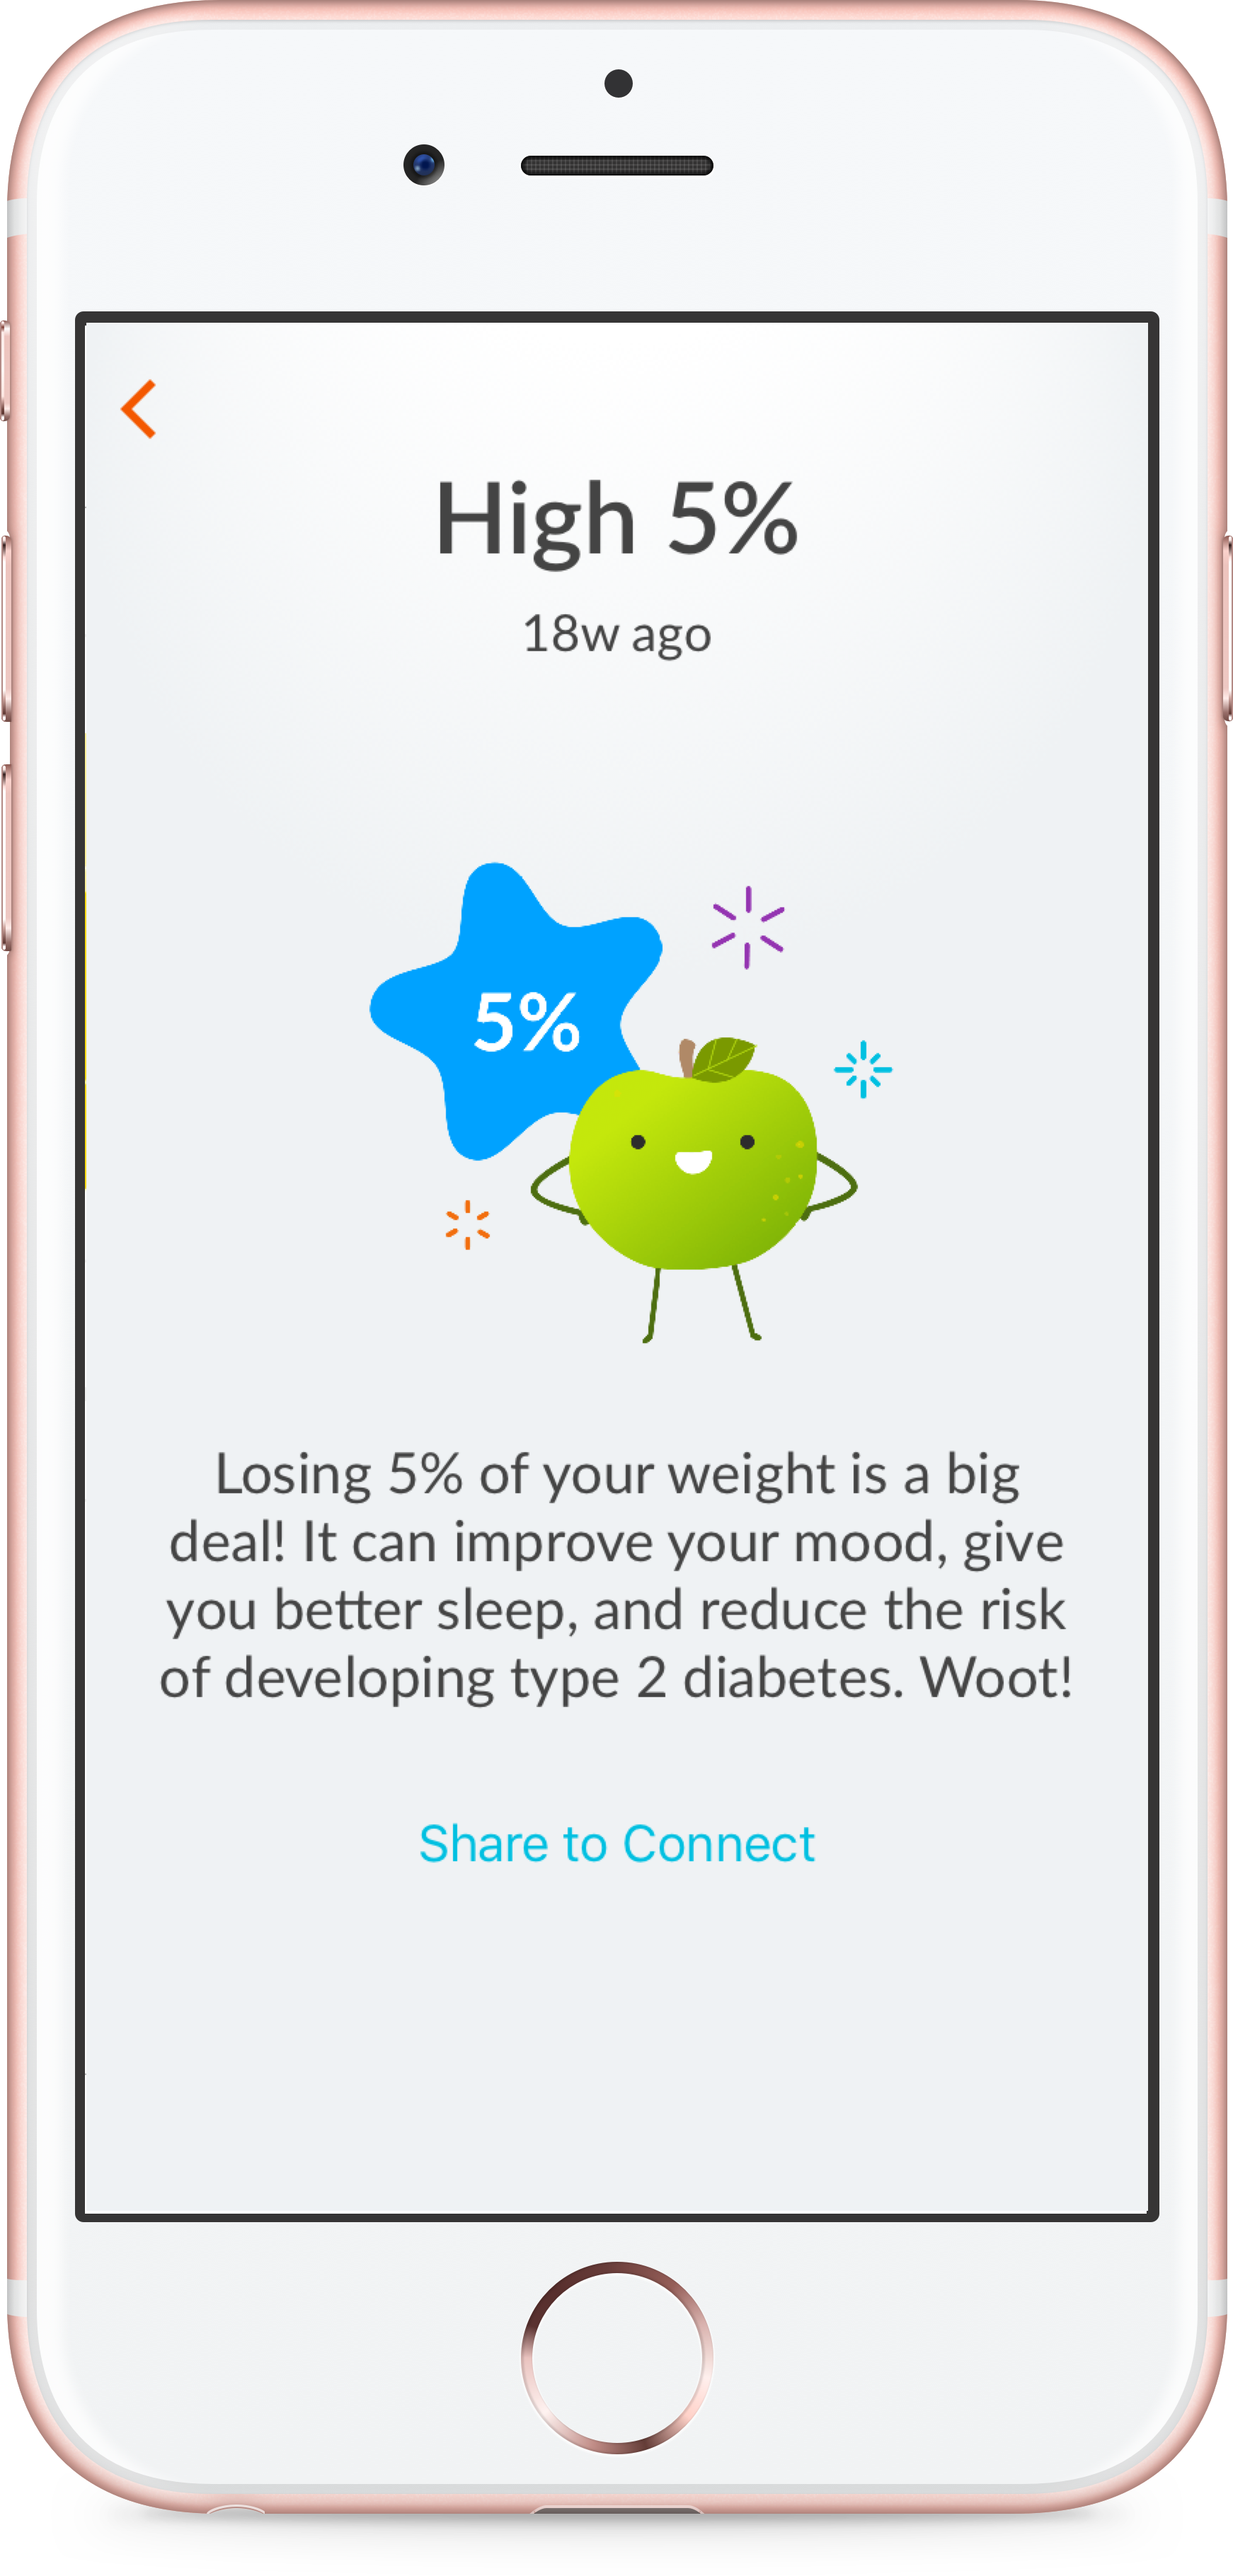 High 5%
18w ago
5%
Losing 5% of your weight is a big
deal! It can improve your mood, give
you better sleep, and reduce the risk
of developing type 2 diabetes. Woot!
Share to Connect